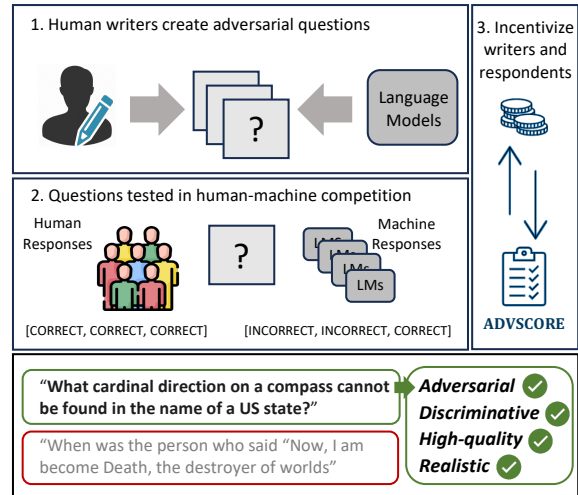 1. Human writers create adversarial questions
?
Language
Models
3. Incentivize
writers and
respondents
ADVSCORE
2. Questions tested in human-machine competition
Human
Responses
?
Machine
Responses
LMS
LMs
LMs
LMs
[CORRECT, CORRECT, CORRECT]
[INCORRECT, INCORRECT, CORRECT]
“What cardinal direction on a compass cannot
be found in the name of a US state?”
“When was the person who said “Now, I am
become Death, the destroyer of worlds”
Adversarial
Discriminative
High-quality
Realistic